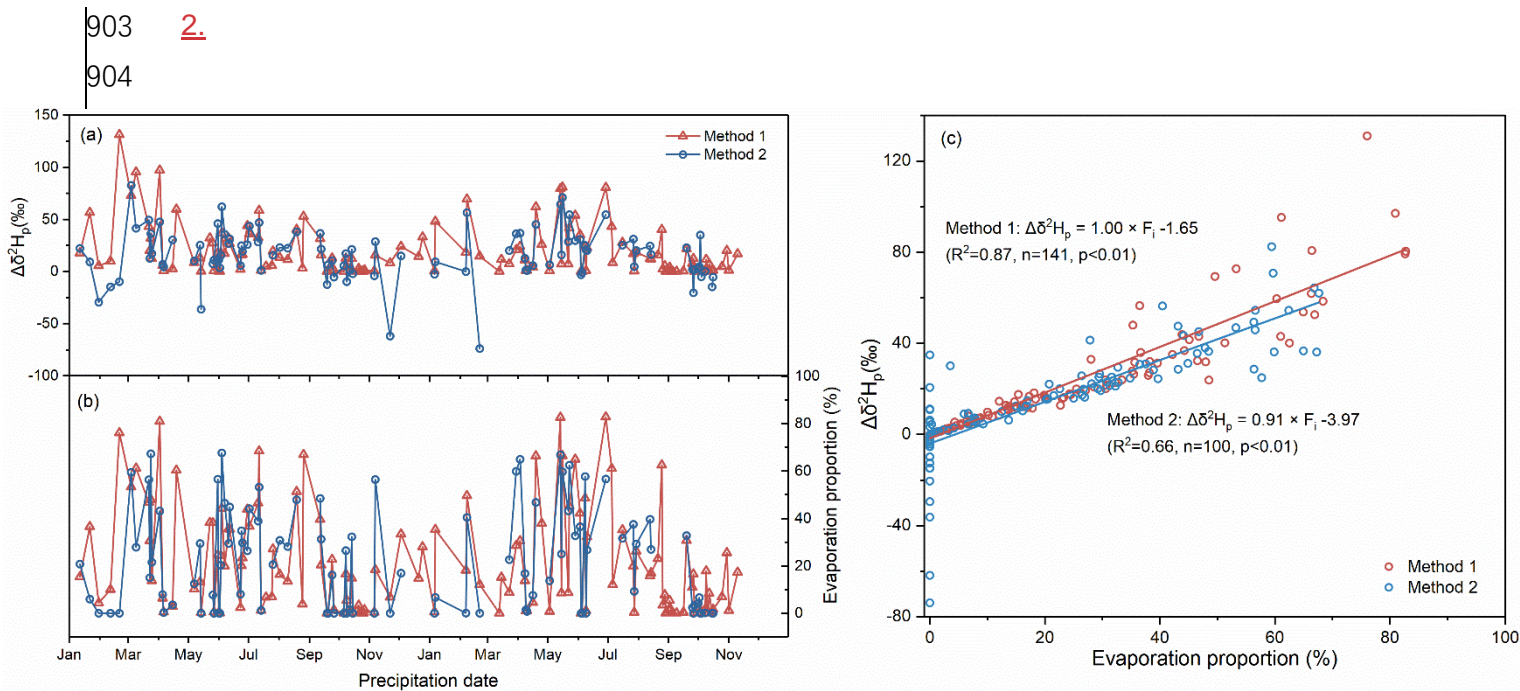 903 2.
904
(a)
Method 1
Method 2
150
100
50
0
-50
-100
Δδ²Hₚ(‰)
(b)
100
80
60
40
20
0
Evaporation proportion (%)
Jan Mar May Jul Sep Nov Jan Mar May Jul Sep Nov
Precipitation date
(c)
120
80
40
0
-40
-80
Δδ²Hₚ(‰)
Method 1: Δδ²Hₚ = 1.00 × Fᵢ -1.65
(R²=0.87, n=141, p<0.01)
Method 2: Δδ²Hₚ = 0.91 × Fᵢ -3.97
(R²=0.66, n=100, p<0.01)
Method 1
Method 2
0 20 40 60 80 100
Evaporation proportion (%)